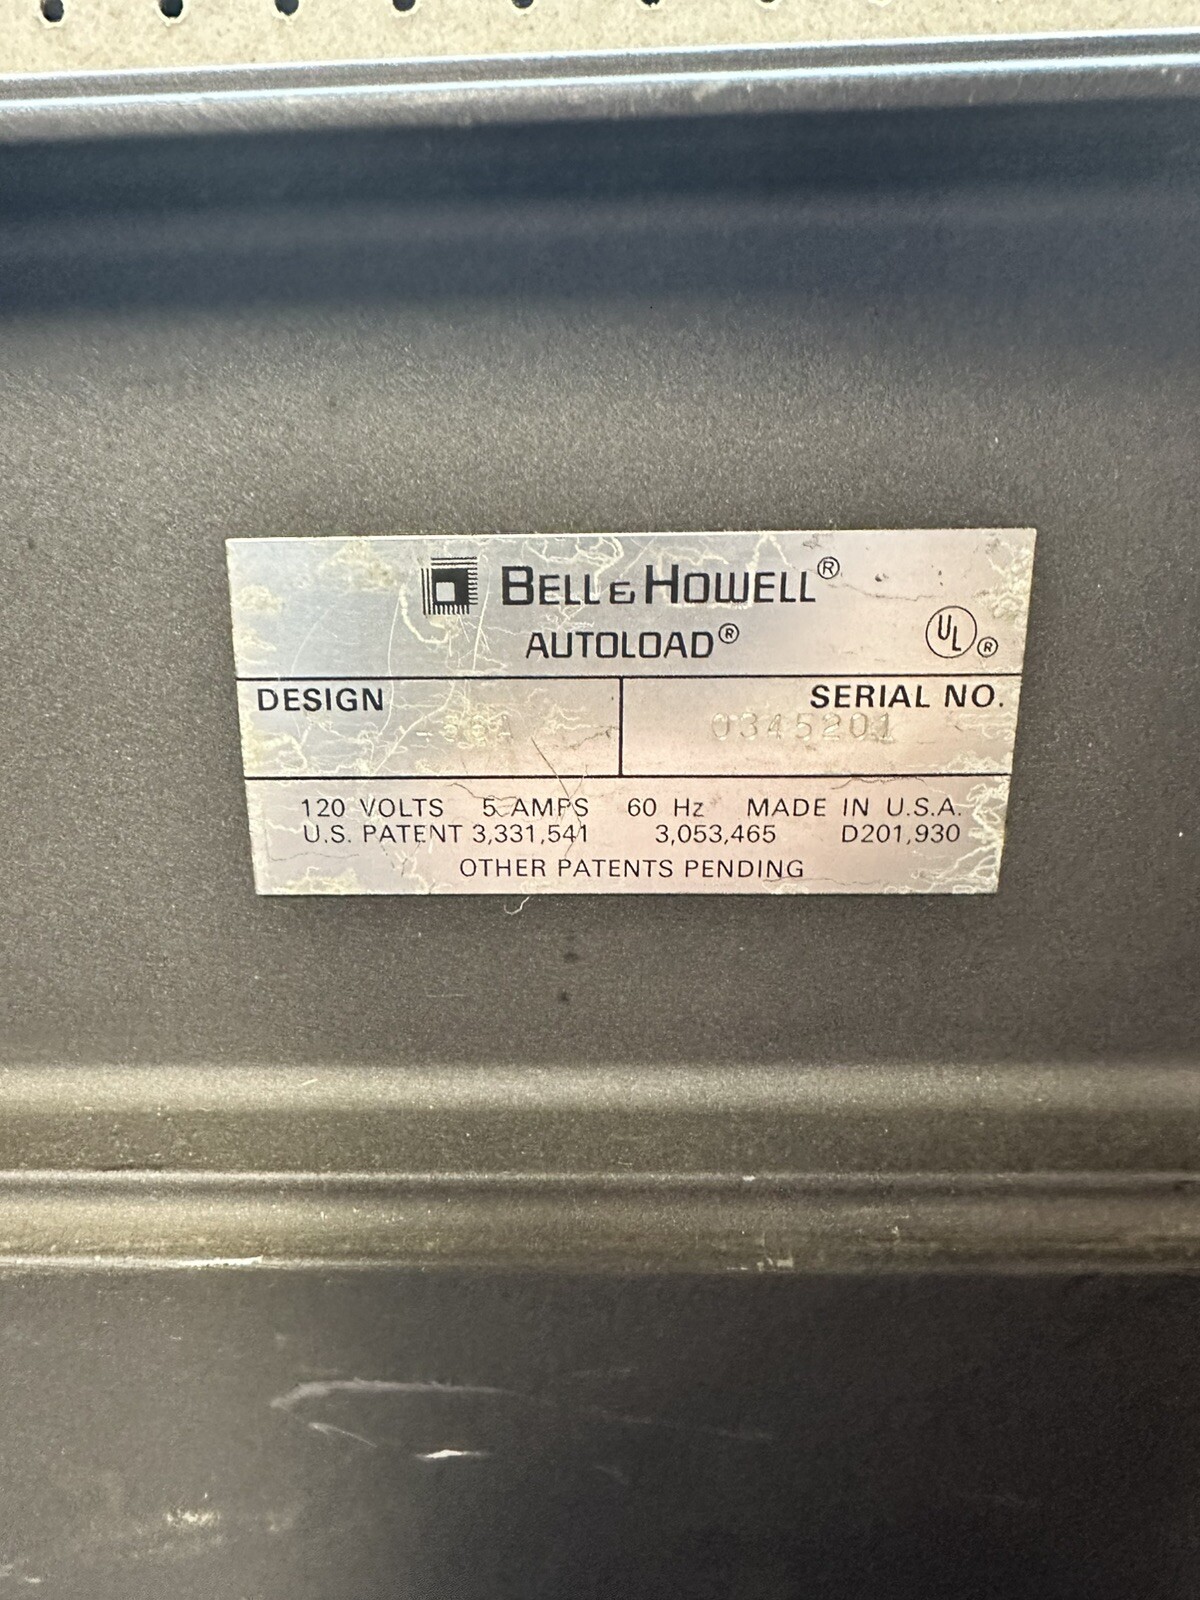 BELL & HOWELL®
AUTOLOAD®
UL®
DESIGN
SERIAL NO.
0345201
120 VOLTS 5 AMPS 60 Hz MADE IN U.S.A.
U.S. PATENT 3,331,541 3,053,465 D201,930
OTHER PATENTS PENDING